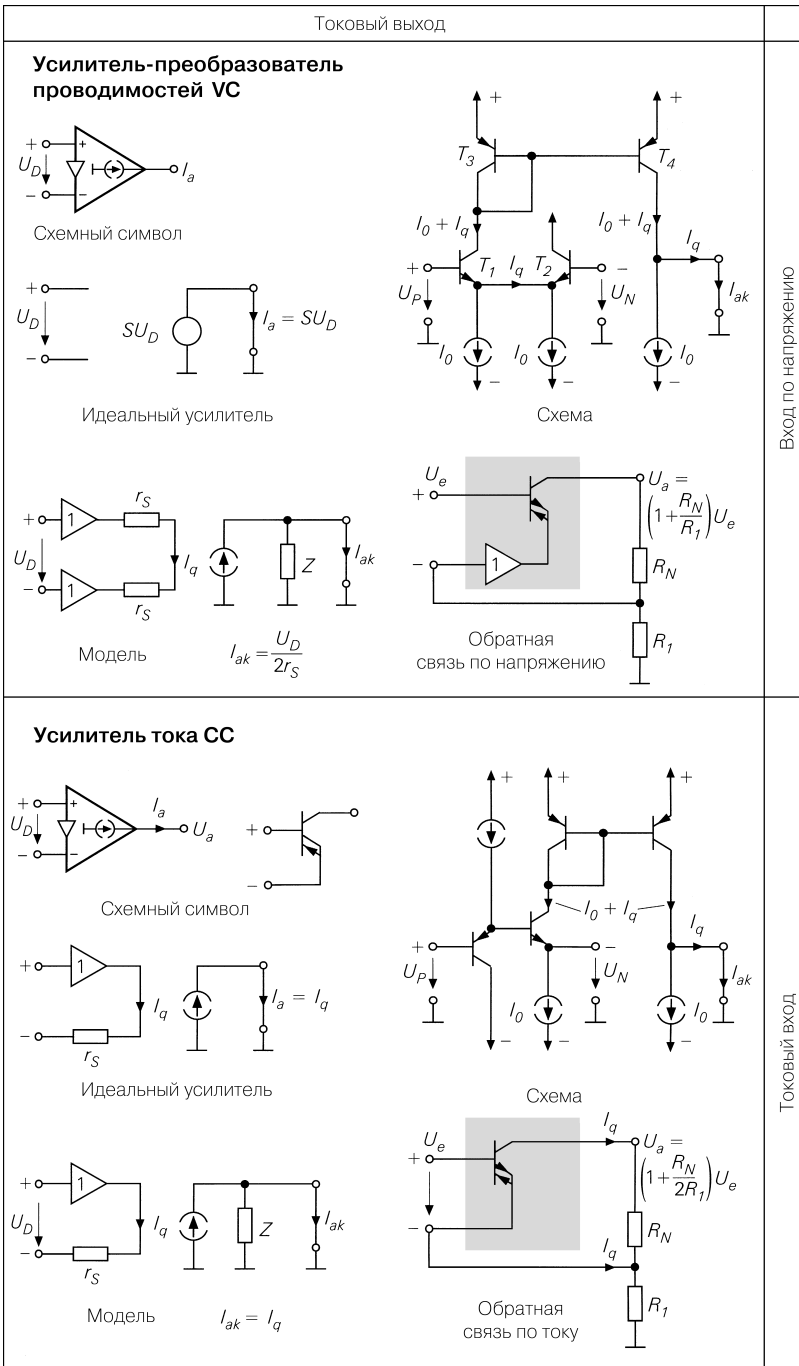 Токовый выход
Усилитель-преобразователь
проводимостей VC
+
U_D
−
+
−
I_a
Схемный символ
+
U_D
−
SU_D
I_a = SU_D
Идеальный усилитель
+
T_3
+
T_4
I_0 + I_q
I_0 + I_q
I_q
+
T_1
I_q
T_2
−
U_P
U_N
I_ak
I_0
I_0
I_0
−
−
−
Схема
+
1
r_S
U_D
I_q
−
1
r_S
Z
I_ak
Модель
I_ak = U_D / 2r_S
U_e
+
−
1
U_a =
(1 + R_N/R_1) U_e
R_N
R_1
Обратная
связь по напряжению
Вход по напряжению
Усилитель тока CC
+
U_D
−
+
−
I_a
U_a
+
−
Схемный символ
+
1
I_q
−
r_S
I_a = I_q
Идеальный усилитель
+
+
+
I_0 + I_q
I_q
+
−
U_P
U_N
I_ak
I_0
I_0
−
−
−
Схема
+
1
U_D
I_q
−
r_S
Z
I_ak
Модель
I_ak = I_q
U_e
+
−
I_q
U_a =
(1 + R_N/2R_1) U_e
R_N
I_q
R_1
Обратная
связь по току
Токовый вход